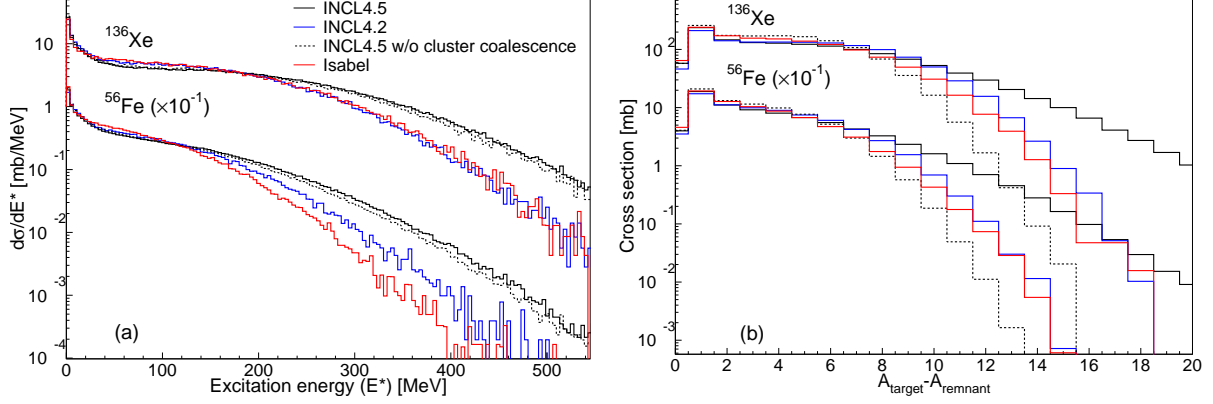 dσ/dE* [mb/MeV]
10
1
10⁻¹
10⁻²
10⁻³
10⁻⁴
¹³⁶Xe
⁵⁶Fe (×10⁻¹)
INCL4.5
INCL4.2
INCL4.5 w/o cluster coalescence
Isabel
(a)
0 100 200 300 400 500
Excitation energy (E*) [MeV]
Cross section [mb]
10²
10
1
10⁻¹
10⁻²
10⁻³
¹³⁶Xe
⁵⁶Fe (×10⁻¹)
(b)
0 2 4 6 8 10 12 14 16 18 20
A_target-A_remnant